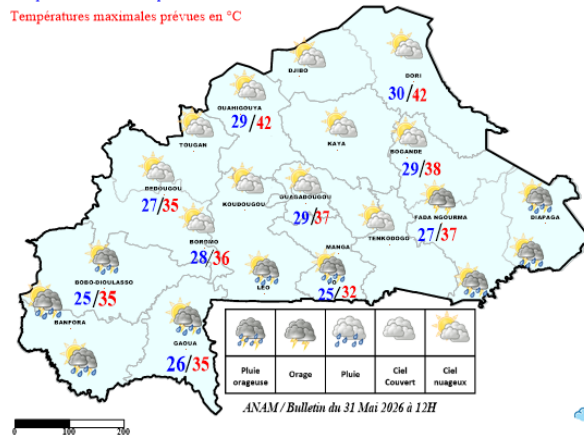 Températures maximales prévues en °C
DJIBO
DORI
30/42
OUAHIGOUYA
29/42
TOUGAN
KAYA
BOGANDE
29/38
DEDOUGOU
27/35
KOUDOUGOU
OUAGADOUGOU
29/37
FADA NGOURMA
27/37
DIAPAGA
BOROMO
28/36
TENKODOGO
MANGA
BOBO-DIOULASSO
25/35
LEO
PO
25/32
BANFORA
GAOUA
26/35
Pluie orageuse
Orage
Pluie
Ciel Couvert
Ciel nuageux
ANAM / Bulletin du 31 Mai 2026 à 12H
0 100 200